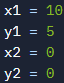 x1 = 10
y1 = 5
x2 = 0
y2 = 0